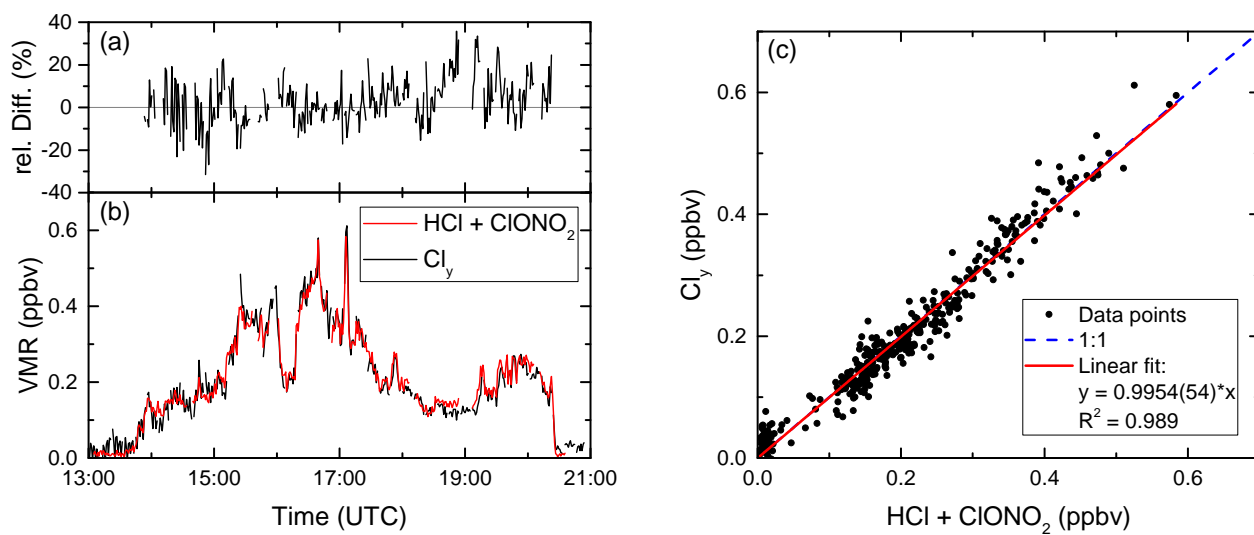 (a)
rel. Diff. (%)
40
20
0
-20
-40
(b)
HCl + ClONO₂
Cl_y
VMR (ppbv)
0.6
0.4
0.2
0.0
13:00 15:00 17:00 19:00 21:00
Time (UTC)
(c)
Cl_y (ppbv)
0.6
0.4
0.2
0.0
Data points
1:1
Linear fit:
y = 0.9954(54)*x
R² = 0.989
0.0 0.2 0.4 0.6
HCl + ClONO₂ (ppbv)